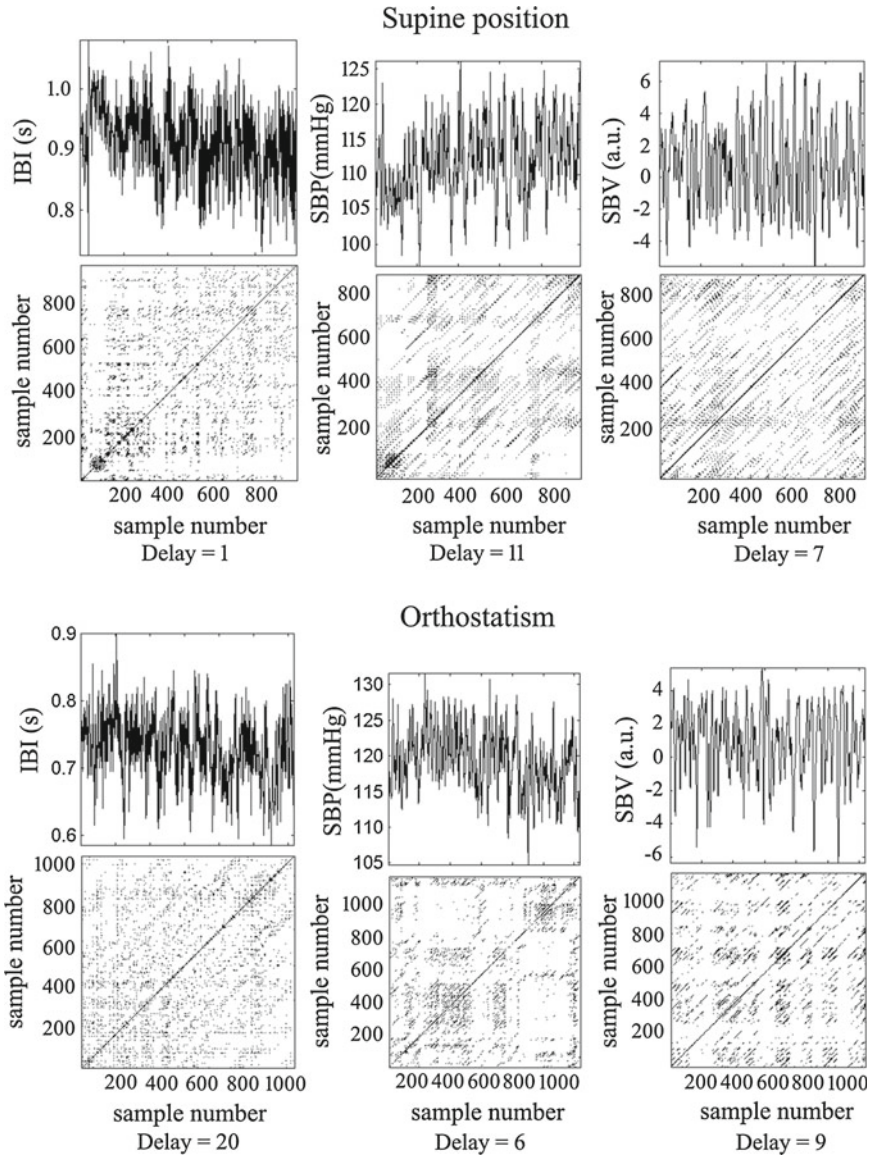 Supine position
IBI (s)
1.0
0.9
0.8
SBP(mmHg)
125
120
115
110
105
100
SBV (a.u.)
6
4
2
0
-2
-4
sample number
800
600
400
200
200 400 600 800
sample number
Delay = 1
sample number
800
600
400
200
200 400 600 800
sample number
Delay = 11
sample number
800
600
400
200
200 400 600 800
sample number
Delay = 7
Orthostatism
IBI (s)
0.9
0.8
0.7
0.6
SBP(mmHg)
130
125
120
115
110
105
SBV (a.u.)
4
2
0
-2
-4
-6
sample number
1000
800
600
400
200
200 400 600 800 1000
sample number
Delay = 20
sample number
1000
800
600
400
200
200 400 600 800 1000
sample number
Delay = 6
sample number
1000
800
600
400
200
200 400 600 800 1000
sample number
Delay = 9